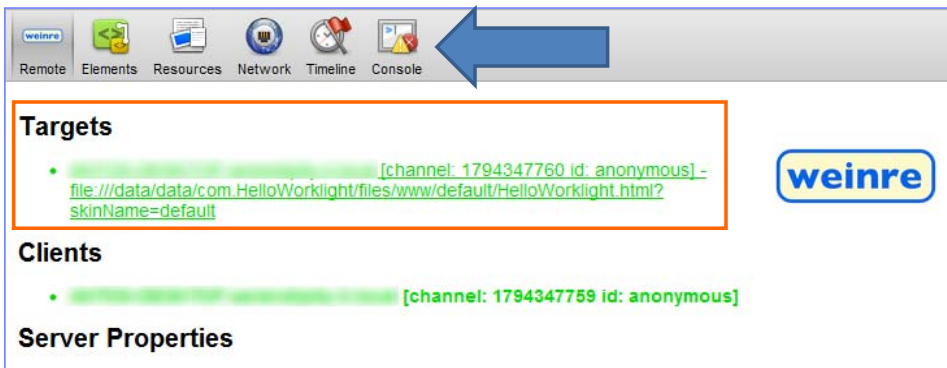 weinre
Remote Elements Resources Network Timeline Console
Targets
[channel: 1794347760 id: anonymous] -
file:///data/data/com.HelloWorklight/files/www/default/HelloWorklight.html?
skinName=default
weinre
Clients
[channel: 1794347759 id: anonymous]
Server Properties